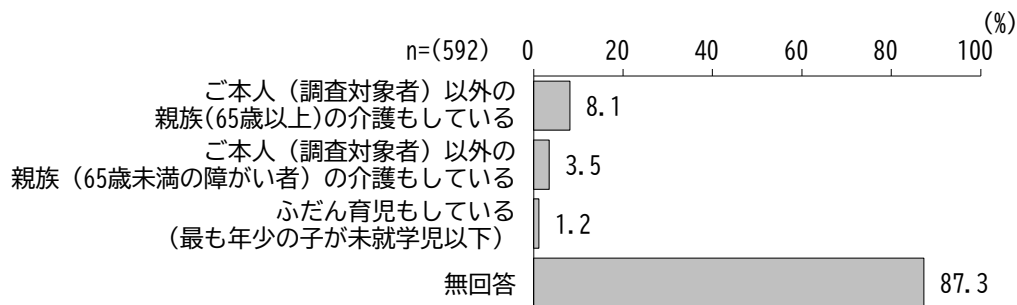 (%)
n=(592) 0 20 40 60 80 100
ご本人（調査対象者）以外の
親族(65歳以上)の介護もしている
8.1
ご本人（調査対象者）以外の
親族（65歳未満の障がい者）の介護もしている
3.5
ふだん育児もしている
（最も年少の子が未就学児以下）
1.2
無回答
87.3